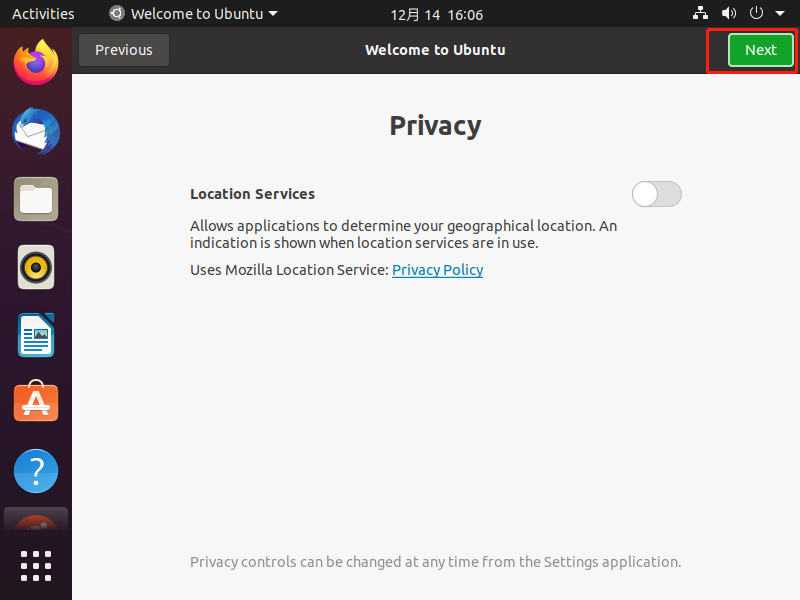 Activities
Welcome to Ubuntu
12月 14 16:06
Previous
Welcome to Ubuntu
Next
Privacy
Location Services
Allows applications to determine your geographical location. An
indication is shown when location services are in use.
Uses Mozilla Location Service: Privacy Policy
Privacy controls can be changed at any time from the Settings application.